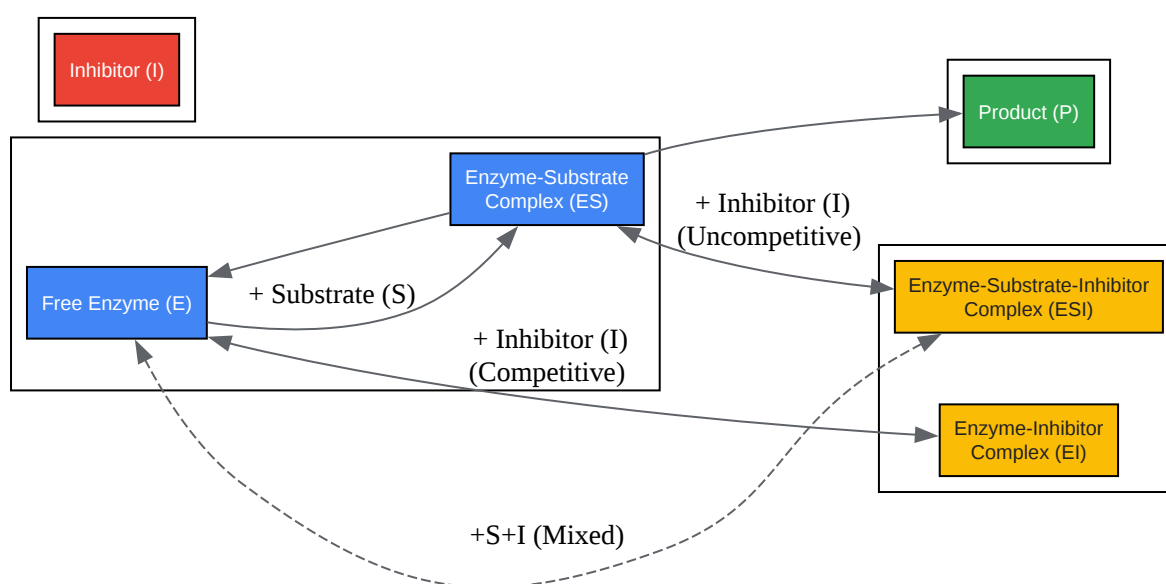 Inhibitor (I)
Product (P)
Enzyme-Substrate
Complex (ES)
+ Inhibitor (I)
(Uncompetitive)
Free Enzyme (E)
+ Substrate (S)
Enzyme-Substrate-Inhibitor
Complex (ESI)
+ Inhibitor (I)
(Competitive)
Enzyme-Inhibitor
Complex (EI)
+S+I (Mixed)